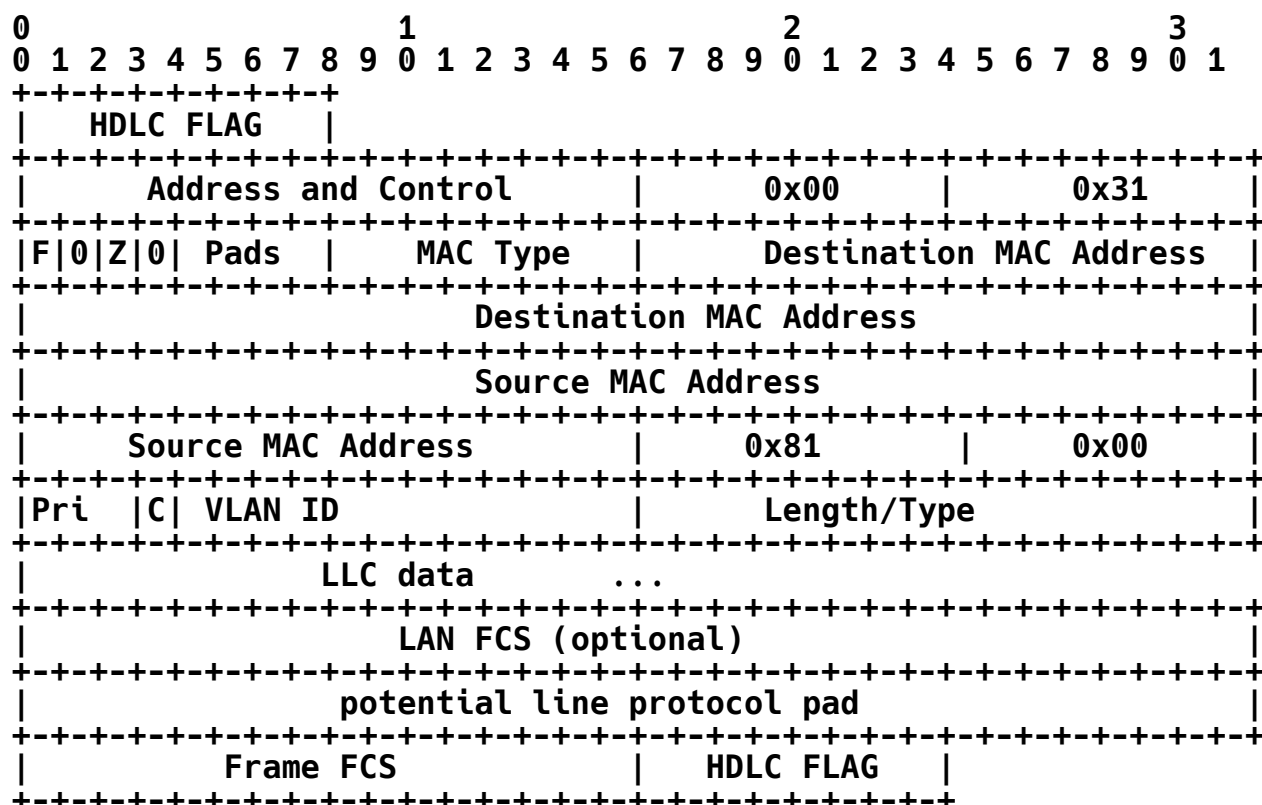 0                   1                   2                   3
0 1 2 3 4 5 6 7 8 9 0 1 2 3 4 5 6 7 8 9 0 1 2 3 4 5 6 7 8 9 0 1
+-+-+-+-+-+-+-+-+
|   HDLC FLAG   |
+-+-+-+-+-+-+-+-+-+-+-+-+-+-+-+-+-+-+-+-+-+-+-+-+-+-+-+-+-+-+-+-+
|      Address and Control      |      0x00     |      0x31     |
+-+-+-+-+-+-+-+-+-+-+-+-+-+-+-+-+-+-+-+-+-+-+-+-+-+-+-+-+-+-+-+-+
|F|0|Z|0| Pads  |    MAC Type   |      Destination MAC Address  |
+-+-+-+-+-+-+-+-+-+-+-+-+-+-+-+-+-+-+-+-+-+-+-+-+-+-+-+-+-+-+-+-+
|                       Destination MAC Address                 |
+-+-+-+-+-+-+-+-+-+-+-+-+-+-+-+-+-+-+-+-+-+-+-+-+-+-+-+-+-+-+-+-+
|                       Source MAC Address                      |
+-+-+-+-+-+-+-+-+-+-+-+-+-+-+-+-+-+-+-+-+-+-+-+-+-+-+-+-+-+-+-+-+
|     Source MAC Address        |     0x81       |     0x00      |
+-+-+-+-+-+-+-+-+-+-+-+-+-+-+-+-+-+-+-+-+-+-+-+-+-+-+-+-+-+-+-+-+
|Pri  |C| VLAN ID               |      Length/Type              |
+-+-+-+-+-+-+-+-+-+-+-+-+-+-+-+-+-+-+-+-+-+-+-+-+-+-+-+-+-+-+-+-+
|               LLC data       ...
+-+-+-+-+-+-+-+-+-+-+-+-+-+-+-+-+-+-+-+-+-+-+-+-+-+-+-+-+-+-+-+-+
|                   LAN FCS (optional)                          |
+-+-+-+-+-+-+-+-+-+-+-+-+-+-+-+-+-+-+-+-+-+-+-+-+-+-+-+-+-+-+-+-+
|                potential line protocol pad                    |
+-+-+-+-+-+-+-+-+-+-+-+-+-+-+-+-+-+-+-+-+-+-+-+-+-+-+-+-+-+-+-+-+
|          Frame FCS            |   HDLC FLAG   |
+-+-+-+-+-+-+-+-+-+-+-+-+-+-+-+-+-+-+-+-+-+-+-+-+